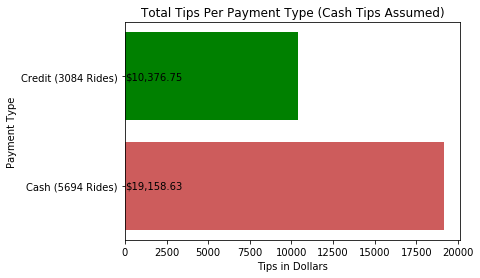 Total Tips Per Payment Type (Cash Tips Assumed)
Payment Type
Credit (3084 Rides)
$10,376.75
Cash (5694 Rides)
$19,158.63
0 2500 5000 7500 10000 12500 15000 17500 20000
Tips in Dollars